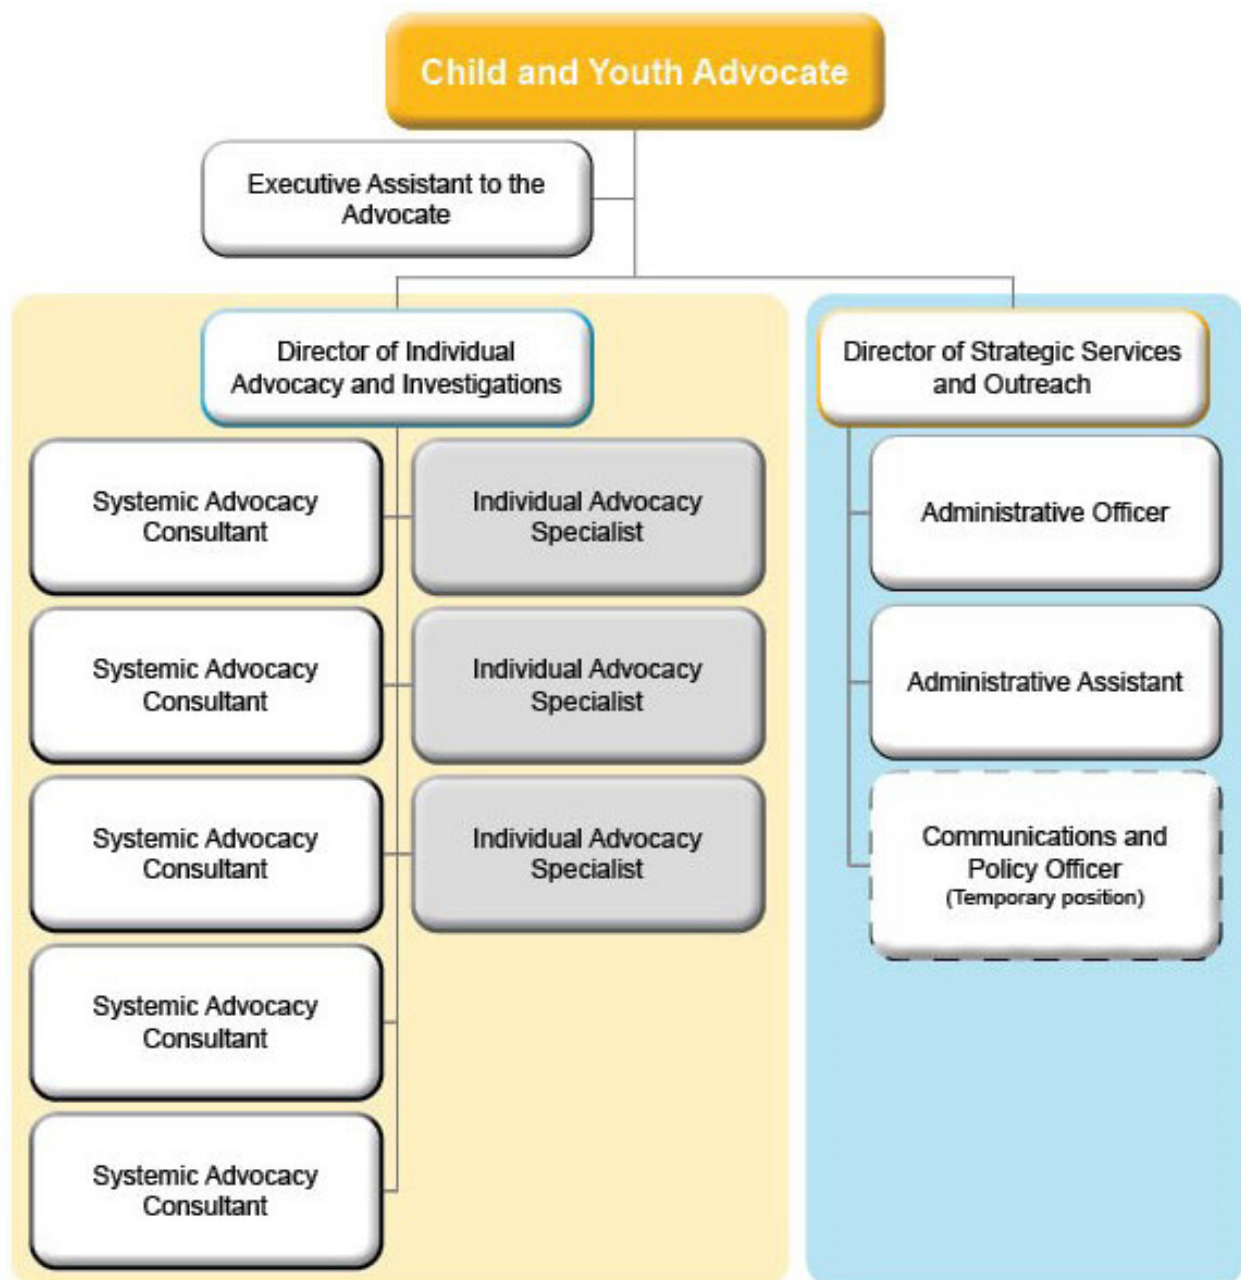 Child and Youth Advocate
Executive Assistant to the
Advocate
Director of Individual
Advocacy and Investigations
Systemic Advocacy
Consultant
Individual Advocacy
Specialist
Systemic Advocacy
Consultant
Individual Advocacy
Specialist
Systemic Advocacy
Consultant
Individual Advocacy
Specialist
Systemic Advocacy
Consultant
Systemic Advocacy
Consultant
Director of Strategic Services
and Outreach
Administrative Officer
Administrative Assistant
Communications and
Policy Officer
(Temporary position)